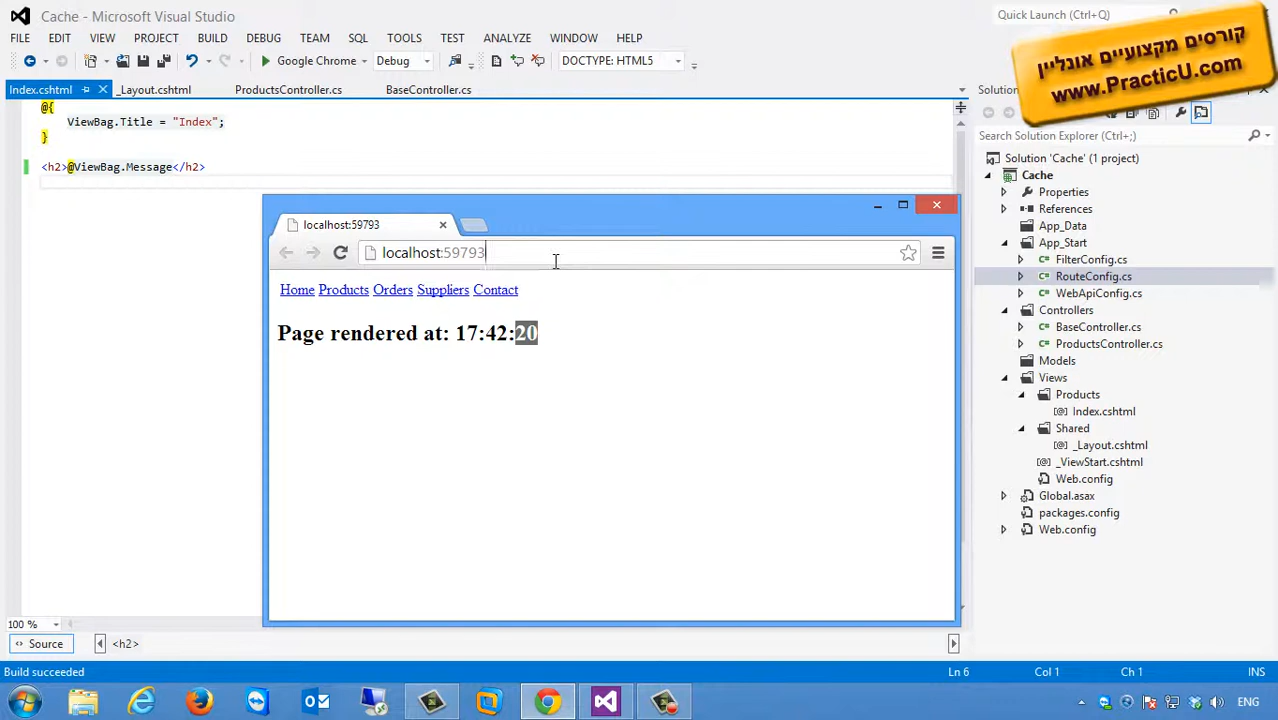 Cache - Microsoft Visual Studio
Quick Launch (Ctrl+Q)
קורסים מקצועיים אונליין
www.PracticU.com
FILE EDIT VIEW PROJECT BUILD DEBUG TEAM SQL TOOLS TEST ANALYZE WINDOW HELP
Google Chrome Debug DOCTYPE: HTML5
Index.cshtml _Layout.cshtml ProductsController.cs BaseController.cs
@{
ViewBag.Title = "Index";
}
<h2>@ViewBag.Message</h2>
localhost:59793
localhost:59793
Home Products Orders Suppliers Contact
Page rendered at: 17:42:20
100 %
Source
<h2>
Search Solution Explorer (Ctrl+;)
Solution 'Cache' (1 project)
Cache
Properties
References
App_Data
App_Start
FilterConfig.cs
RouteConfig.cs
WebApiConfig.cs
Controllers
BaseController.cs
ProductsController.cs
Models
Views
Products
Index.cshtml
Shared
_Layout.cshtml
_ViewStart.cshtml
Web.config
Global.asax
packages.config
Web.config
Build succeeded
Ln 6 Col 1 Ch 1 INS
ENG